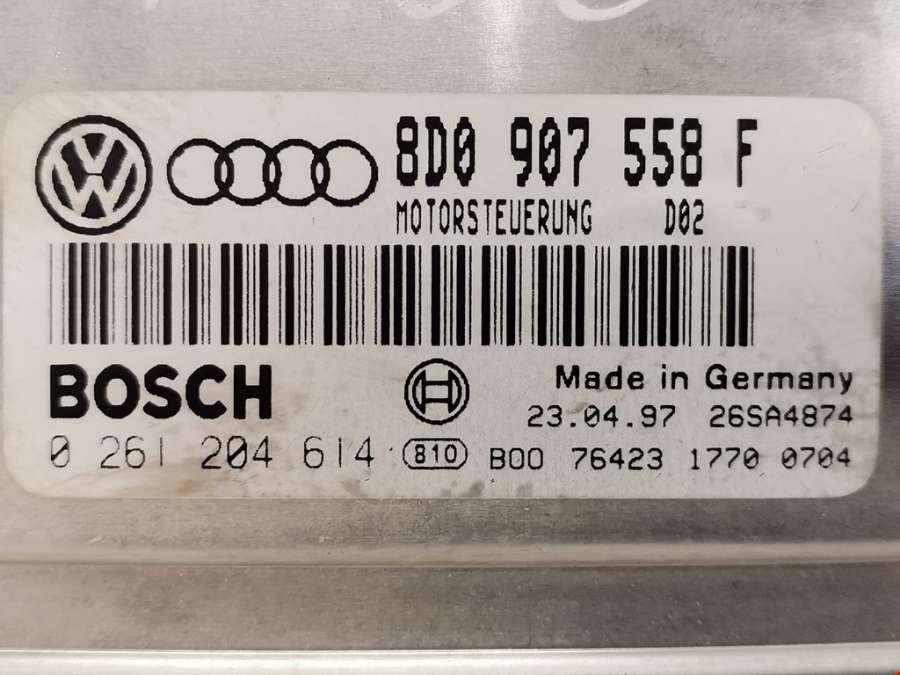 8D0 907 558 F
MOTORSTEUERUNG D02
BOSCH
Made in Germany
23.04.97 26SA4874
0 261 204 614 810 B00 76423 1770 0704